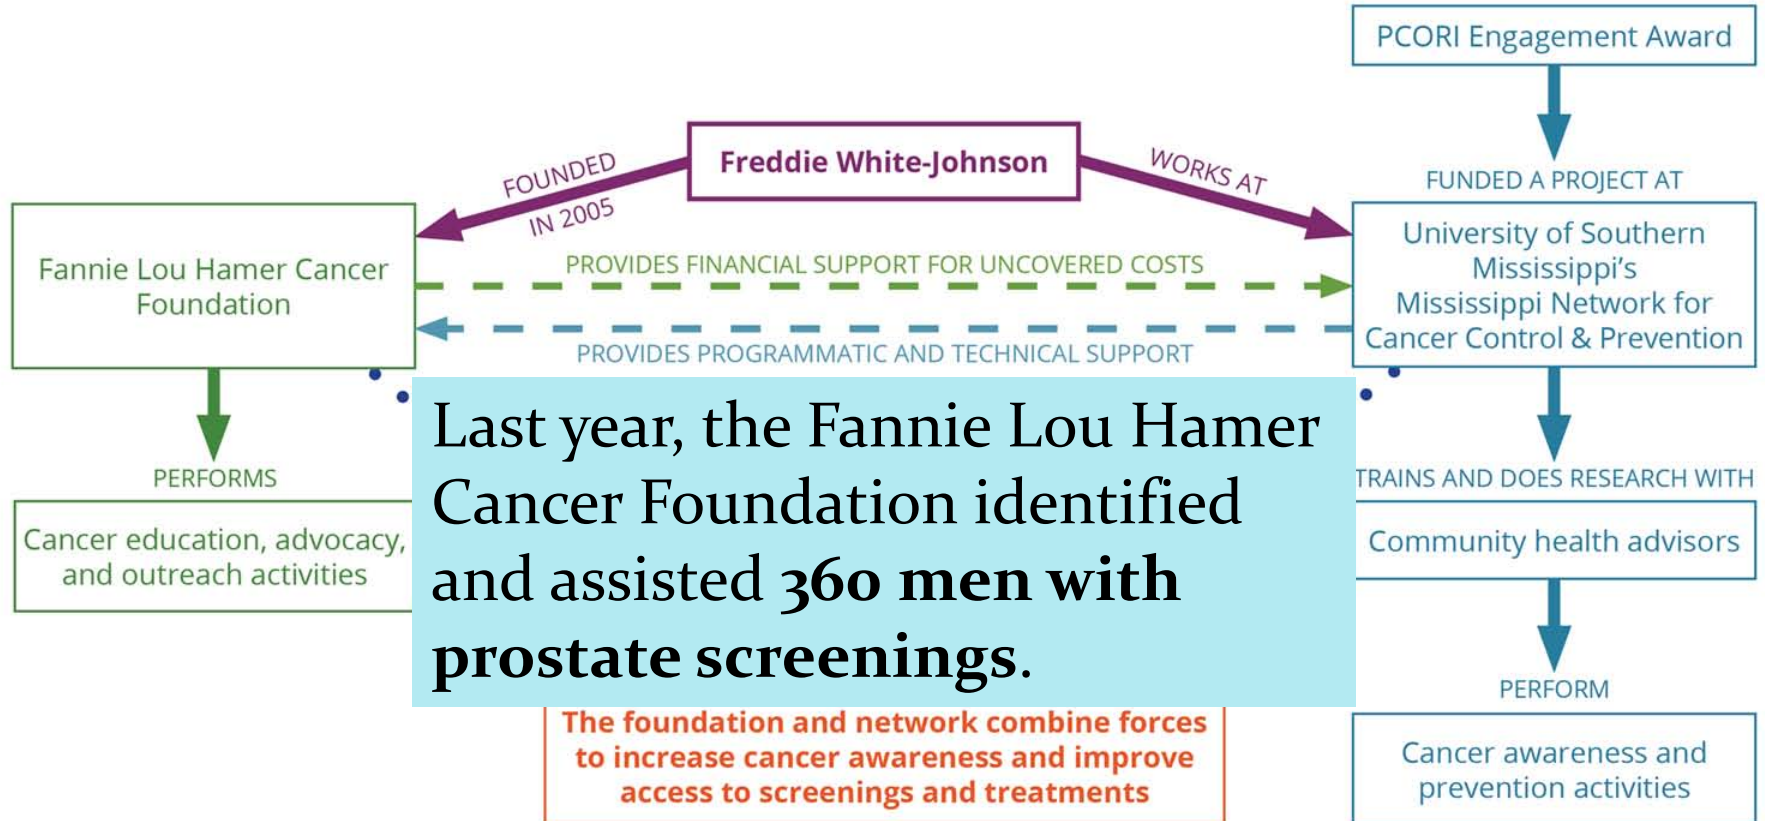 PCORI Engagement Award
FUNDED A PROJECT AT
Freddie White-Johnson
FOUNDED
IN 2005
WORKS AT
Fannie Lou Hamer Cancer
Foundation
PROVIDES FINANCIAL SUPPORT FOR UNCOVERED COSTS
PROVIDES PROGRAMMATIC AND TECHNICAL SUPPORT
University of Southern
Mississippi’s
Mississippi Network for
Cancer Control & Prevention
PERFORMS
Cancer education, advocacy,
and outreach activities
Last year, the Fannie Lou Hamer
Cancer Foundation identified
and assisted 360 men with
prostate screenings.
The foundation and network combine forces
to increase cancer awareness and improve
access to screenings and treatments
TRAINS AND DOES RESEARCH WITH
Community health advisors
PERFORM
Cancer awareness and
prevention activities